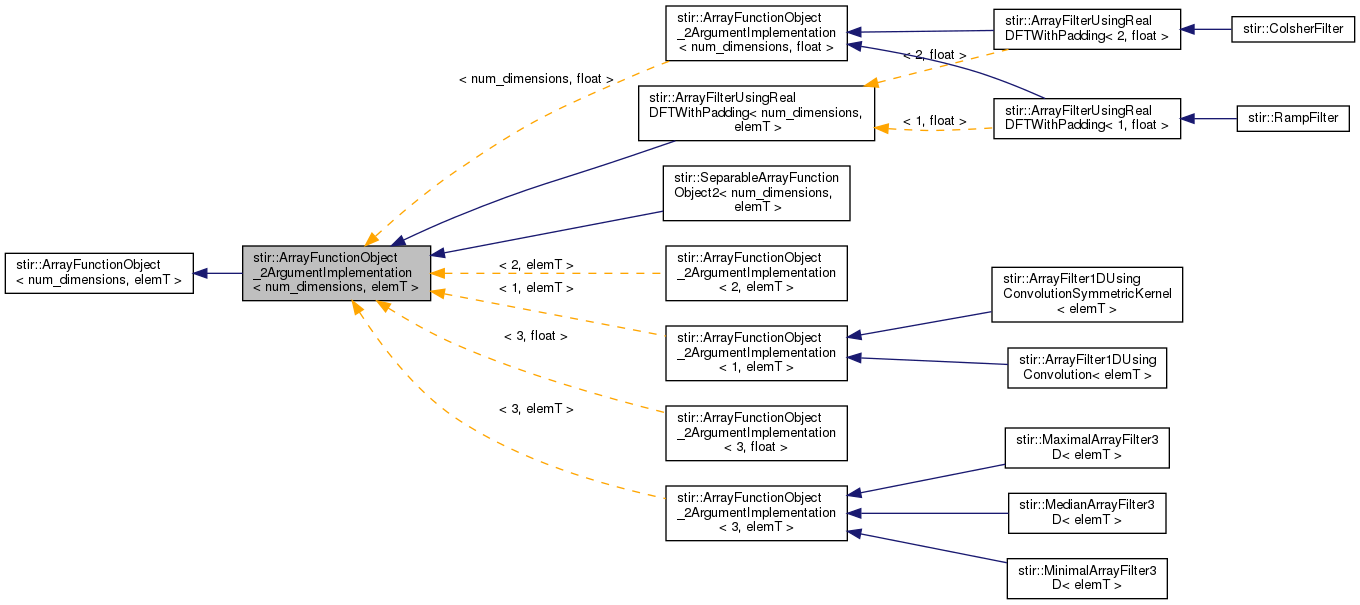 stir::ArrayFunctionObject
< num_dimensions, elemT >
stir::ArrayFunctionObject
_2ArgumentImplementation
< num_dimensions, elemT >
< num_dimensions, float >
stir::ArrayFunctionObject
_2ArgumentImplementation
< num_dimensions, float >
stir::ArrayFilterUsingReal
DFTWithPadding< num_dimensions,
elemT >
stir::SeparableArrayFunction
Object2< num_dimensions,
elemT >
< 2, elemT >
stir::ArrayFunctionObject
_2ArgumentImplementation
< 2, elemT >
< 1, elemT >
stir::ArrayFunctionObject
_2ArgumentImplementation
< 1, elemT >
< 3, float >
stir::ArrayFunctionObject
_2ArgumentImplementation
< 3, float >
< 3, elemT >
stir::ArrayFunctionObject
_2ArgumentImplementation
< 3, elemT >
< 2, float >
stir::ArrayFilterUsingReal
DFTWithPadding< 2, float >
stir::ColsherFilter
< 1, float >
stir::ArrayFilterUsingReal
DFTWithPadding< 1, float >
stir::RampFilter
stir::ArrayFilter1DUsing
ConvolutionSymmetricKernel
< elemT >
stir::ArrayFilter1DUsing
Convolution< elemT >
stir::MaximalArrayFilter3
D< elemT >
stir::MedianArrayFilter3
D< elemT >
stir::MinimalArrayFilter3
D< elemT >